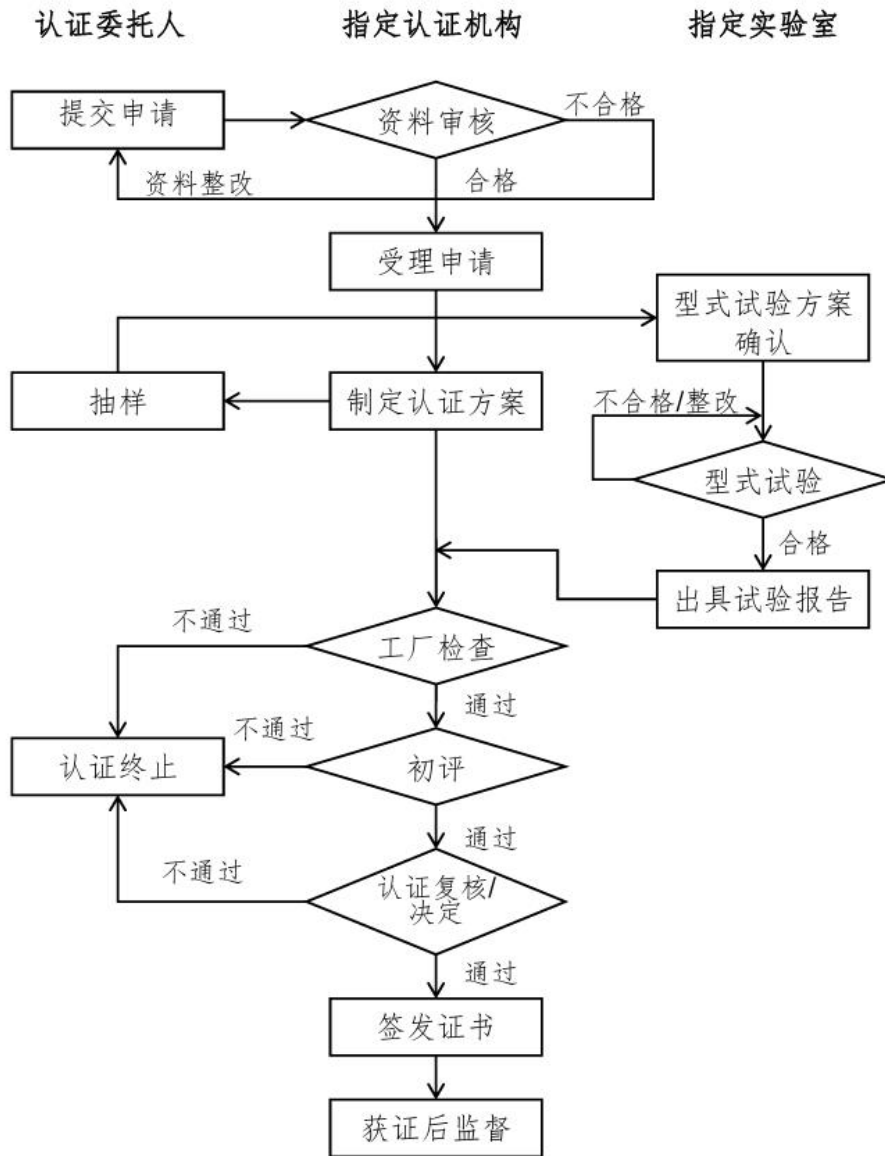 认证委托人
指定认证机构
指定实验室
提交申请
资料审核
不合格
资料整改
合格
受理申请
型式试验方案
确认
抽样
制定认证方案
不合格/整改
型式试验
合格
出具试验报告
不通过
工厂检查
通过
不通过
认证终止
初评
通过
不通过
认证复核/
决定
通过
签发证书
获证后监督